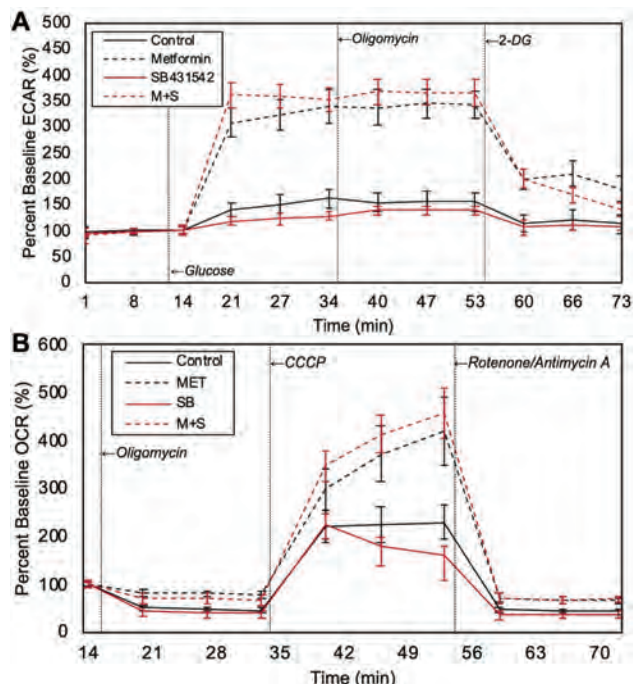 A
Percent Baseline ECAR (%)
500
450
400
350
300
250
200
150
100
50
0
Control
Metformin
SB431542
M+S
Oligomycin
2-DG
Glucose
1 8 14 21 27 34 40 47 53 60 66 73
Time (min)
B
Percent Baseline OCR (%)
600
500
400
300
200
100
0
Control
MET
SB
M+S
CCCP
Rotenone/Antimycin A
Oligomycin
14 21 28 35 42 49 56 63 70
Time (min)